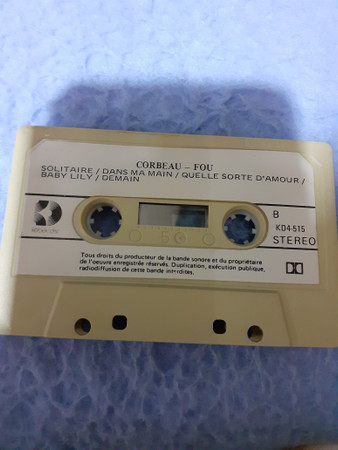 CORBEAU – FOU
SOLITAIRE / DANS MA MAIN / QUELLE SORTE D'AMOUR /
BABY LILY / DEMAIN
B
KD4-515
STEREO
Tous droits du producteur de la bande sonore et du propriétaire
de l'oeuvre enregistrée réservés. Duplication, exécution publique,
radiodiffusion de cette bande interdites.